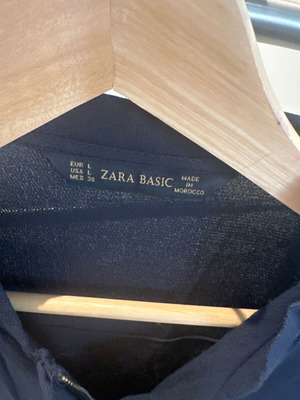 EUR L
USA L
MEX 30
ZARA BASIC
MADE
IN
MOROCCO